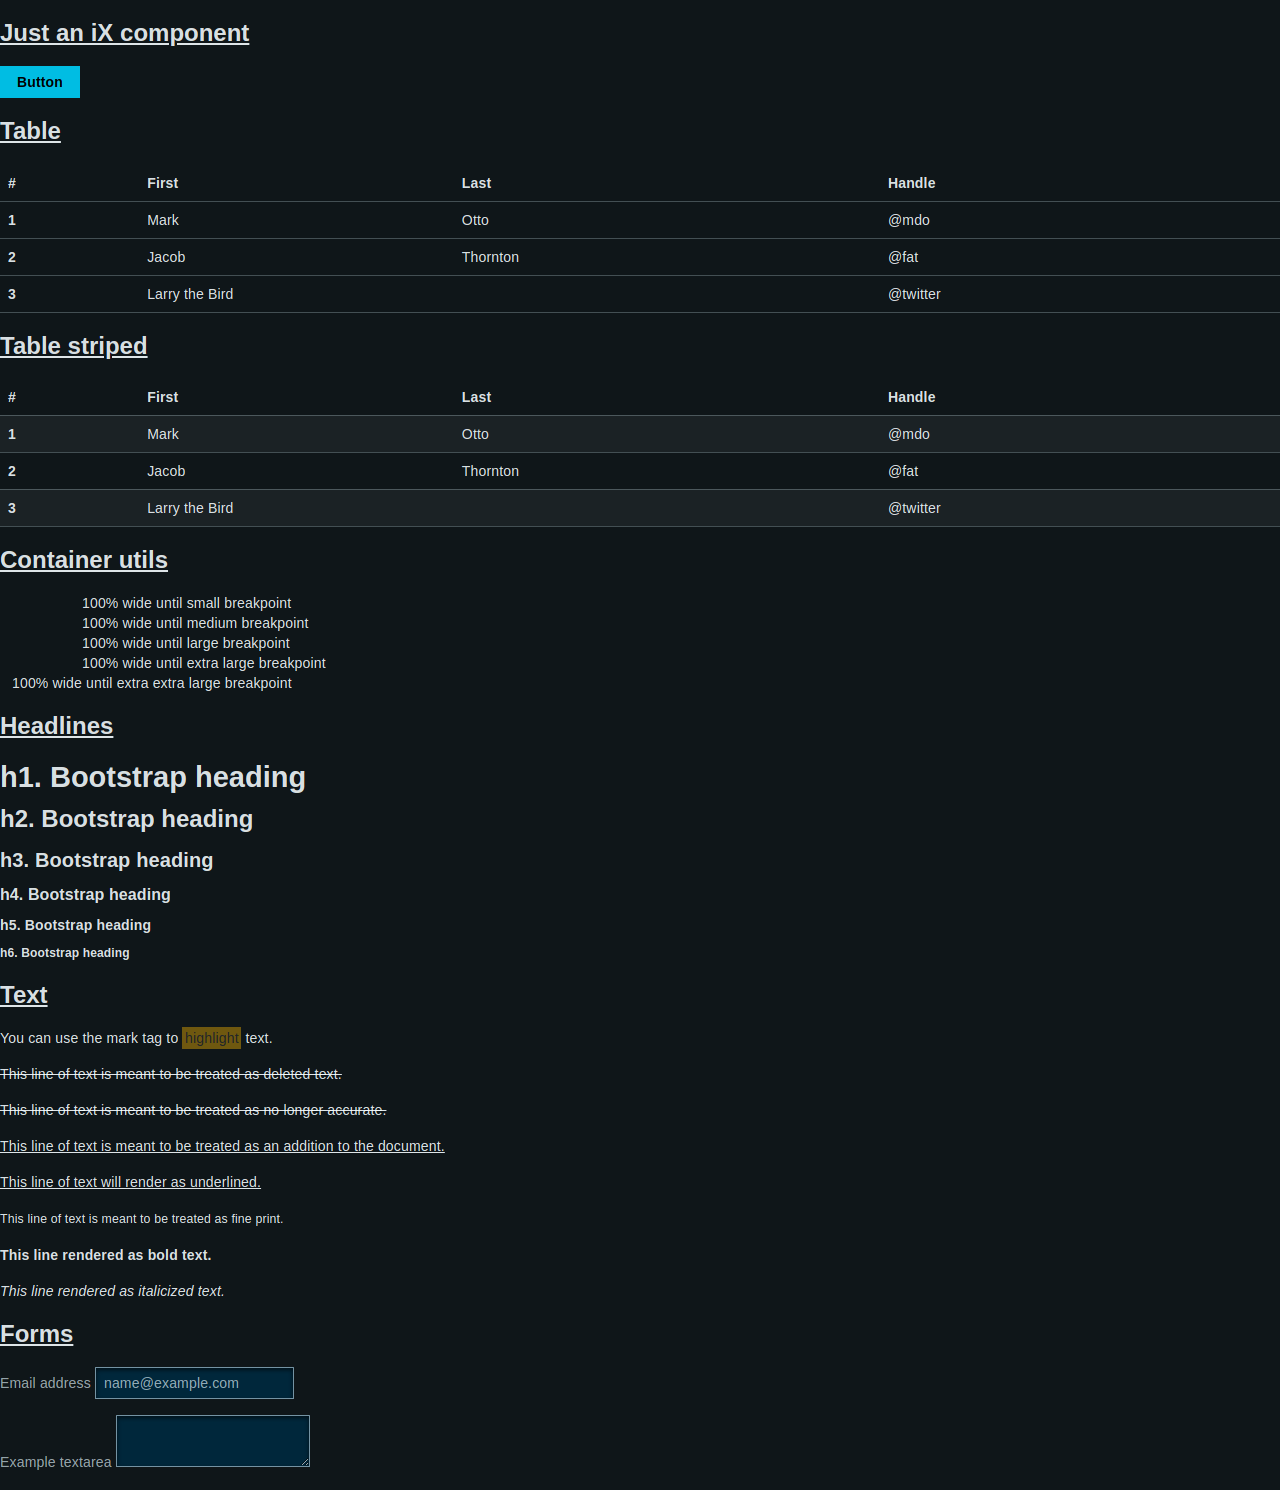 Just an iX component
Button
Table
# First Last Handle
1 Mark Otto @mdo
2 Jacob Thornton @fat
3 Larry the Bird @twitter
Table striped
# First Last Handle
1 Mark Otto @mdo
2 Jacob Thornton @fat
3 Larry the Bird @twitter
Container utils
100% wide until small breakpoint
100% wide until medium breakpoint
100% wide until large breakpoint
100% wide until extra large breakpoint
100% wide until extra extra large breakpoint
Headlines
h1. Bootstrap heading
h2. Bootstrap heading
h3. Bootstrap heading
h4. Bootstrap heading
h5. Bootstrap heading
h6. Bootstrap heading
Text
You can use the mark tag to highlight text.
This line of text is meant to be treated as deleted text.
This line of text is meant to be treated as no longer accurate.
This line of text is meant to be treated as an addition to the document.
This line of text will render as underlined.
This line of text is meant to be treated as fine print.
This line rendered as bold text.
This line rendered as italicized text.
Forms
Email address name@example.com
Example textarea